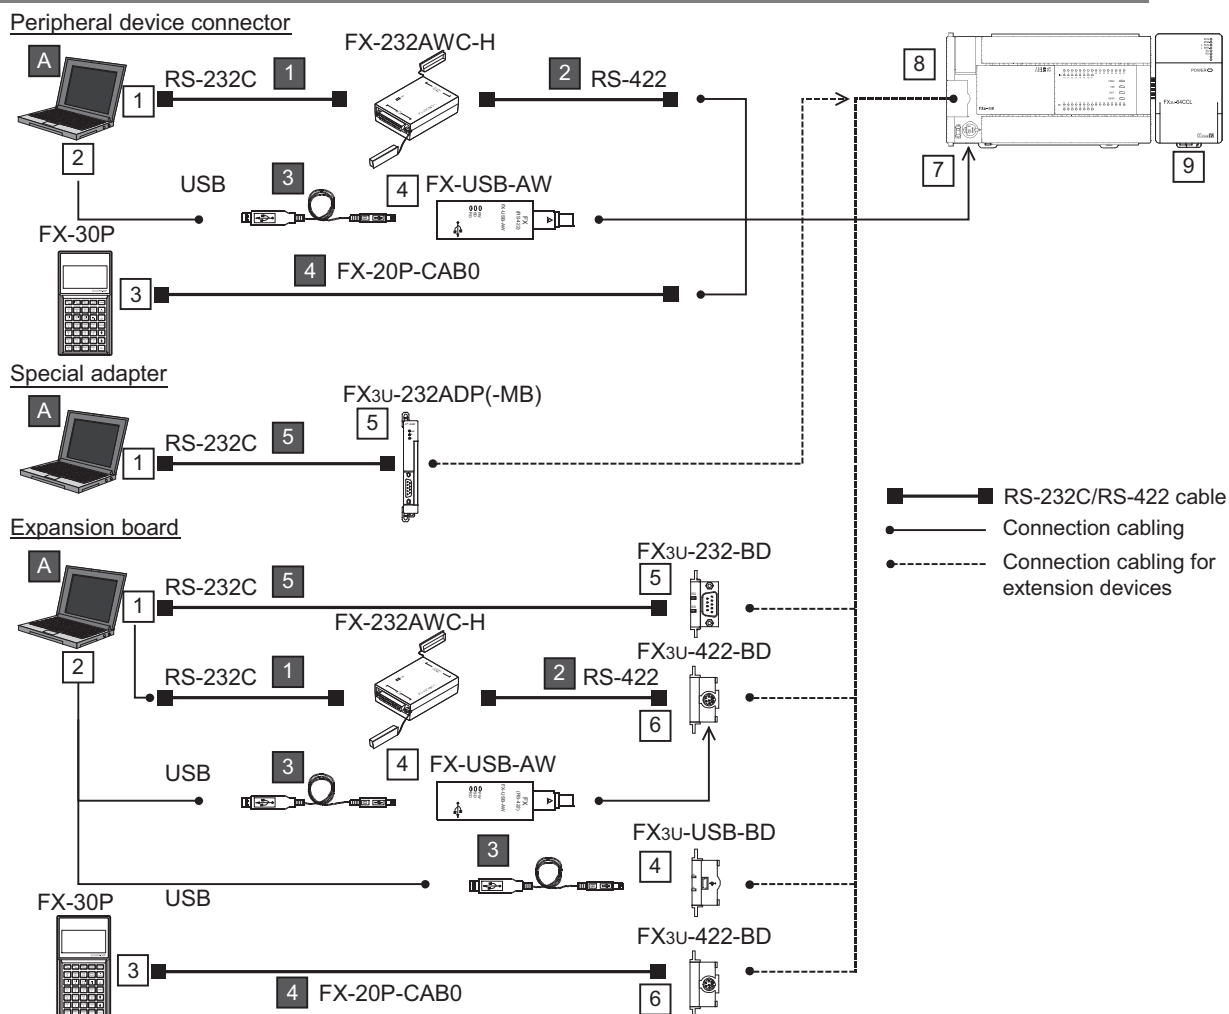 Peripheral device connector
FX-232AWC-H
A
RS-232C
1
2
RS-422
8
1
POWER
FX3U-64CCL
2
7
9
USB
3
4
FX-USB-AW
FX-30P
4
FX-20P-CAB0
3
Special adapter
FX3U-232ADP(-MB)
A
5
RS-232C
5
1
RS-232C/RS-422 cable
Connection cabling
Connection cabling for
extension devices
Expansion board
FX3U-232-BD
A
RS-232C
5
5
1
FX-232AWC-H
FX3U-422-BD
2
RS-232C
1
2
RS-422
6
USB
3
4
FX-USB-AW
FX3U-USB-BD
3
4
USB
FX-30P
FX3U-422-BD
3
4
FX-20P-CAB0
6